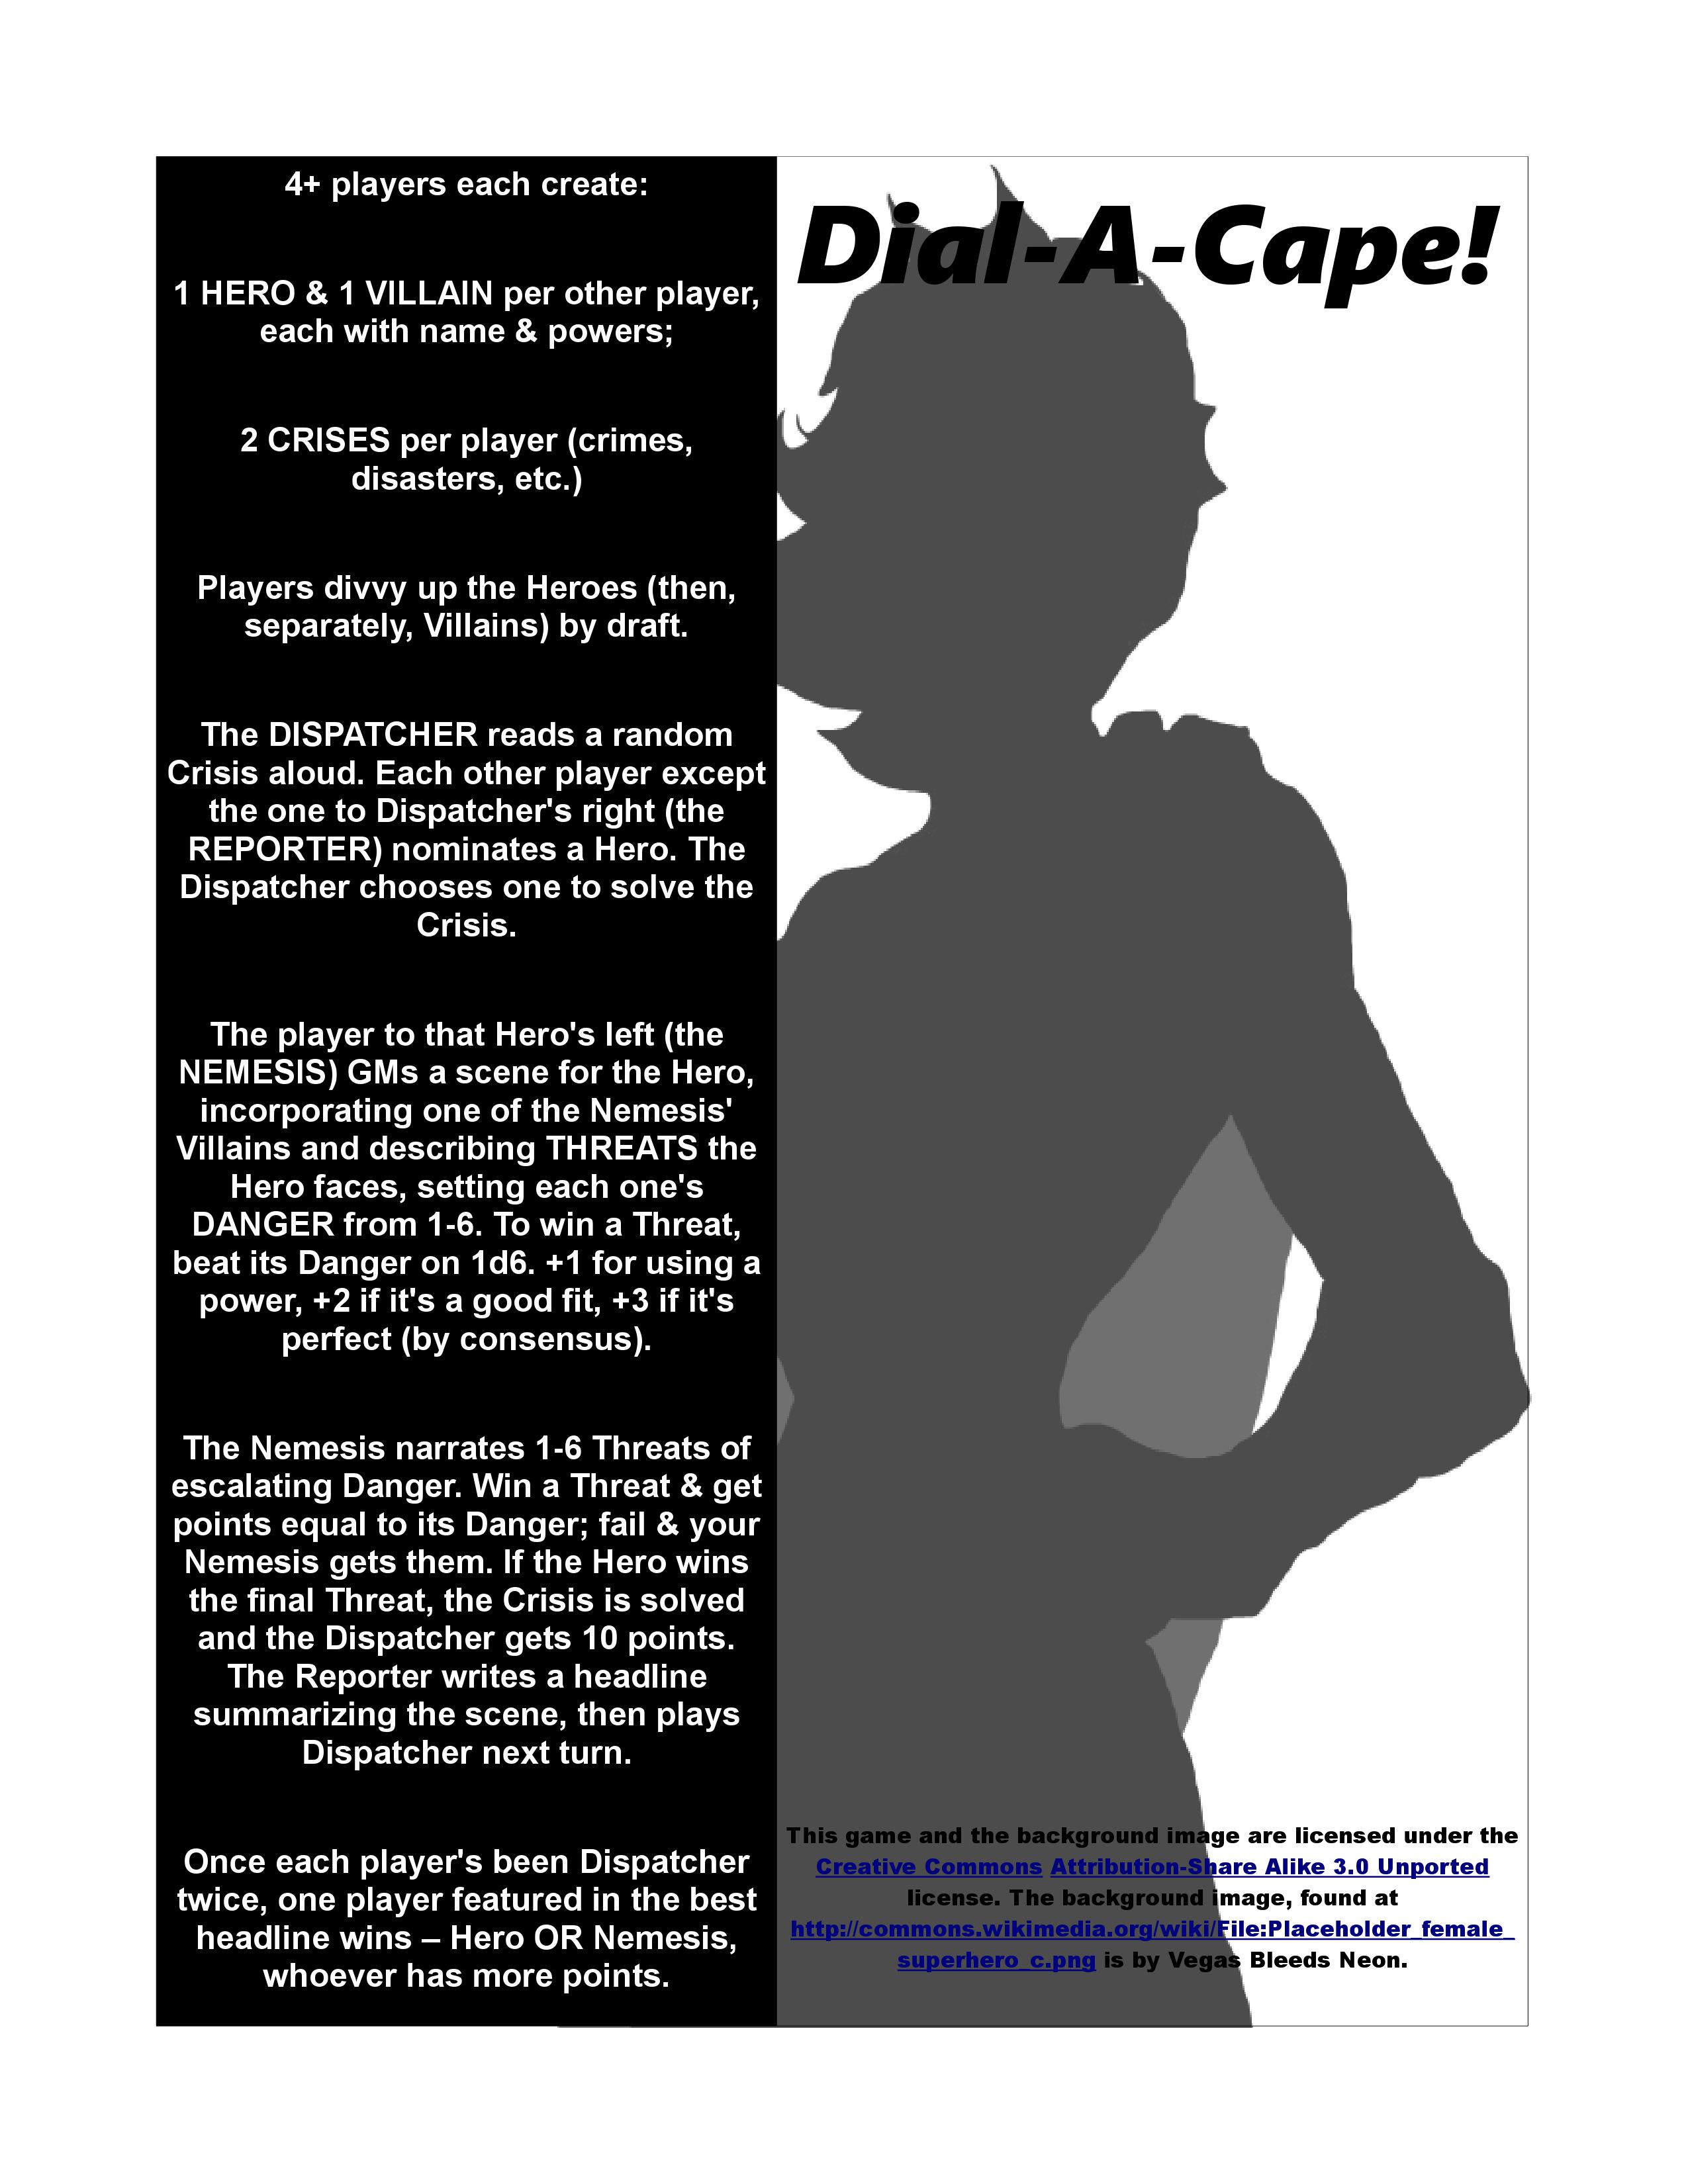 4+ players each create:
1 HERO & 1 VILLAIN per other player,
each with name & powers;
2 CRISES per player (crimes,
disasters, etc.)
Players divvy up the Heroes (then,
separately, Villains) by draft.
The DISPATCHER reads a random
Crisis aloud. Each other player except
the one to Dispatcher's right (the
REPORTER) nominates a Hero. The
Dispatcher chooses one to solve the
Crisis.
The player to that Hero's left (the
NEMESIS) GMs a scene for the Hero,
incorporating one of the Nemesis'
Villains and describing THREATS the
Hero faces, setting each one's
DANGER from 1-6. To win a Threat,
beat its Danger on 1d6. +1 for using a
power, +2 if it's a good fit, +3 if it's
perfect (by consensus).
The Nemesis narrates 1-6 Threats of
escalating Danger. Win a Threat & get
points equal to its Danger; fail & your
Nemesis gets them. If the Hero wins
the final Threat, the Crisis is solved
and the Dispatcher gets 10 points.
The Reporter writes a headline
summarizing the scene, then plays
Dispatcher next turn.
Once each player's been Dispatcher
twice, one player featured in the best
headline wins – Hero OR Nemesis,
whoever has more points.
Dial-A-Cape!
This game and the background image are licensed under the
Creative Commons Attribution-Share Alike 3.0 Unported
license. The background image, found at
http://commons.wikimedia.org/wiki/File:Placeholder_female_
superhero_c.png is by Vegas Bleeds Neon.